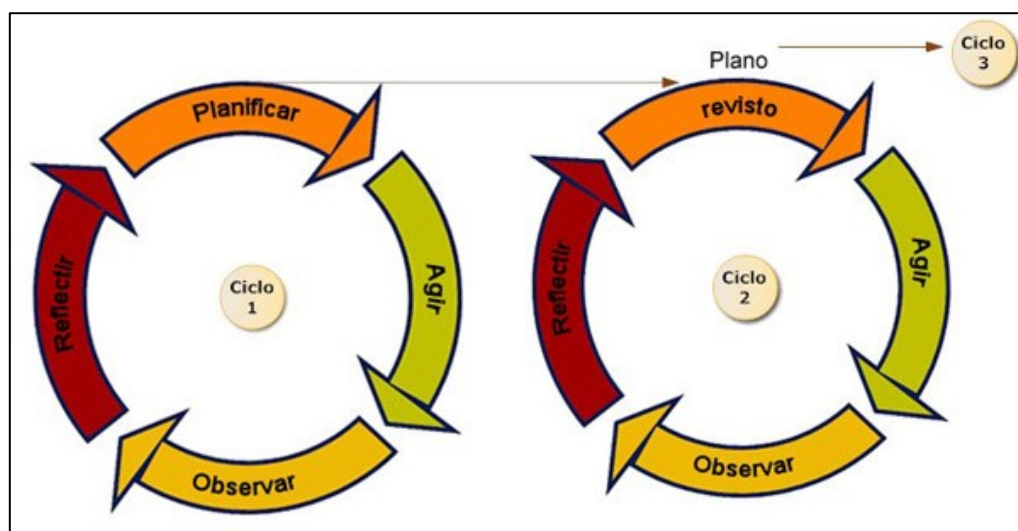 Planificar
Agir
Observar
Reflectir
Ciclo
1
Plano
revisto
Agir
Observar
Reflectir
Ciclo
2
Ciclo
3